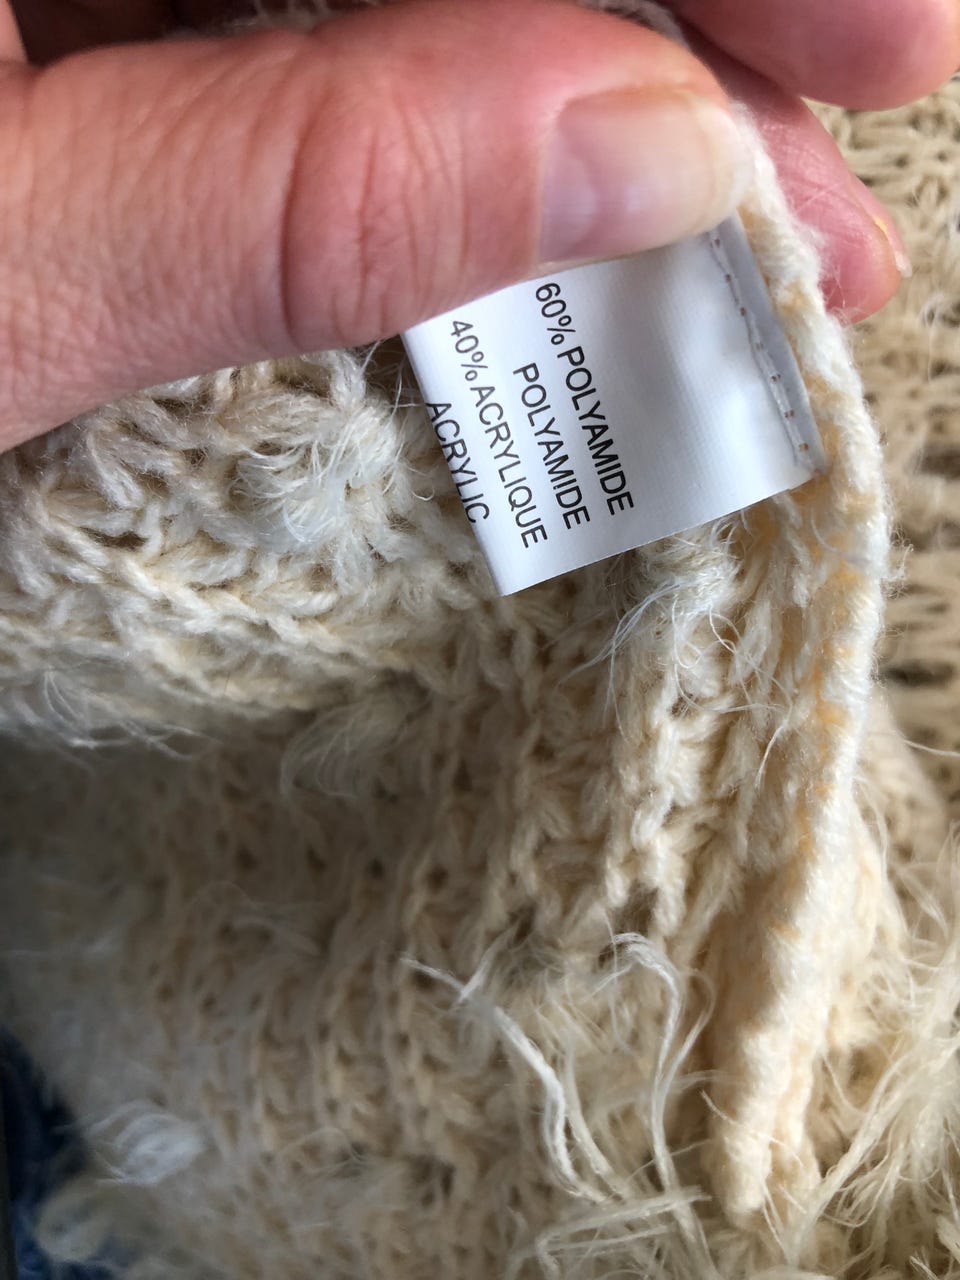 60% POLYAMIDE
POLYAMIDE
40% ACRYLIQUE
ACRYLIC